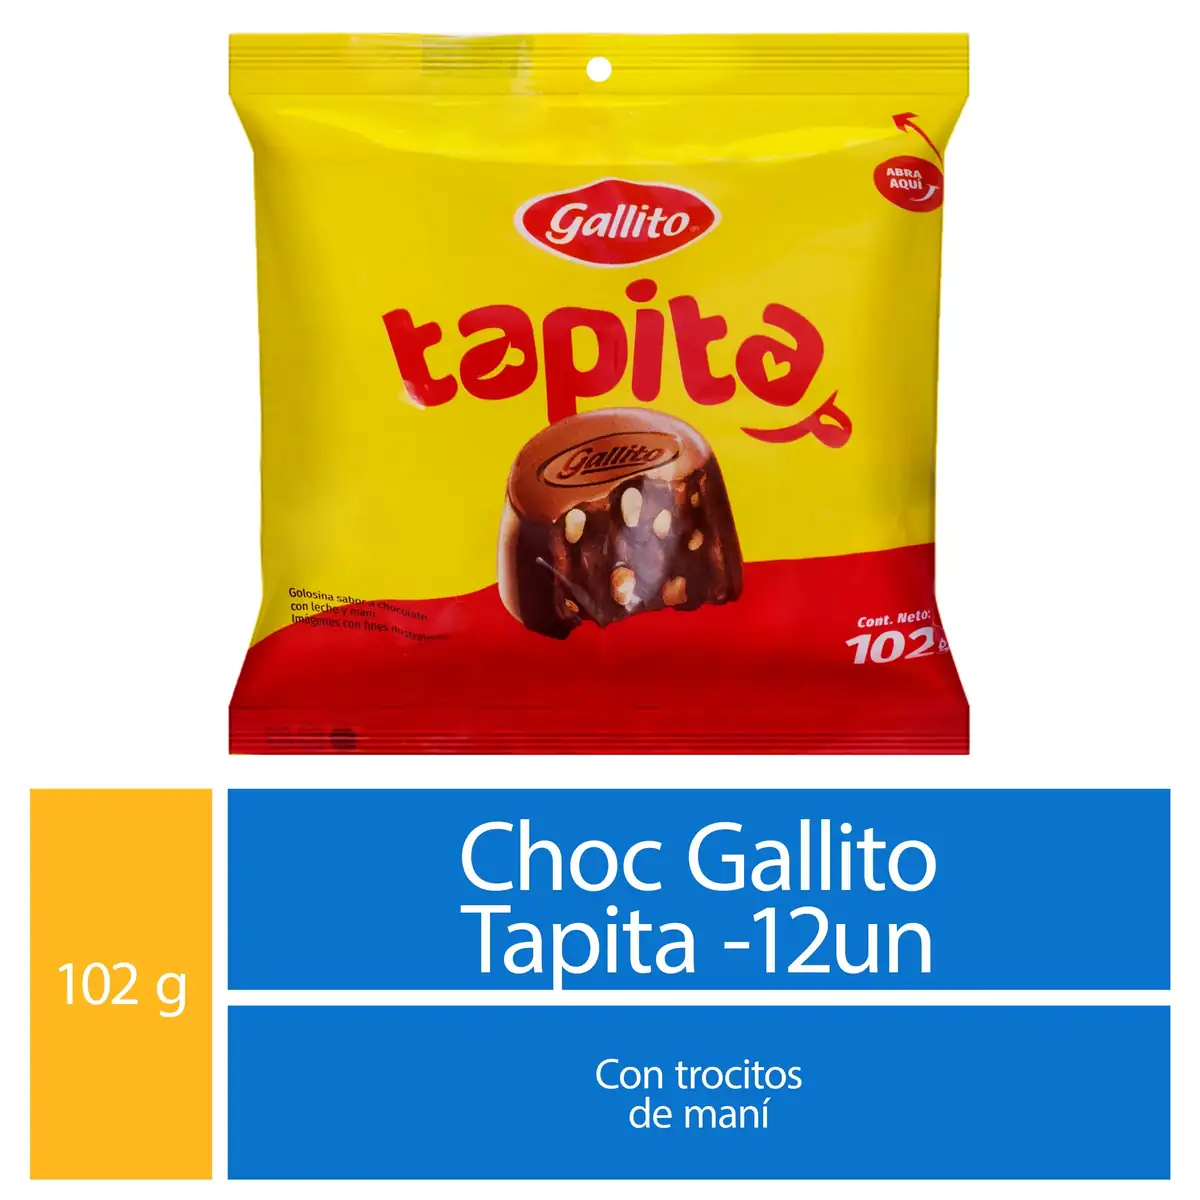 ABRA
AQUÍ
Gallito
tapita
Gallito
Golosina sabor a chocolate
con leche y maní
Imágenes con fines ilustrativos
Cont. Neto:
102 g
102 g
Choc Gallito
Tapita -12un
Con trocitos
de maní